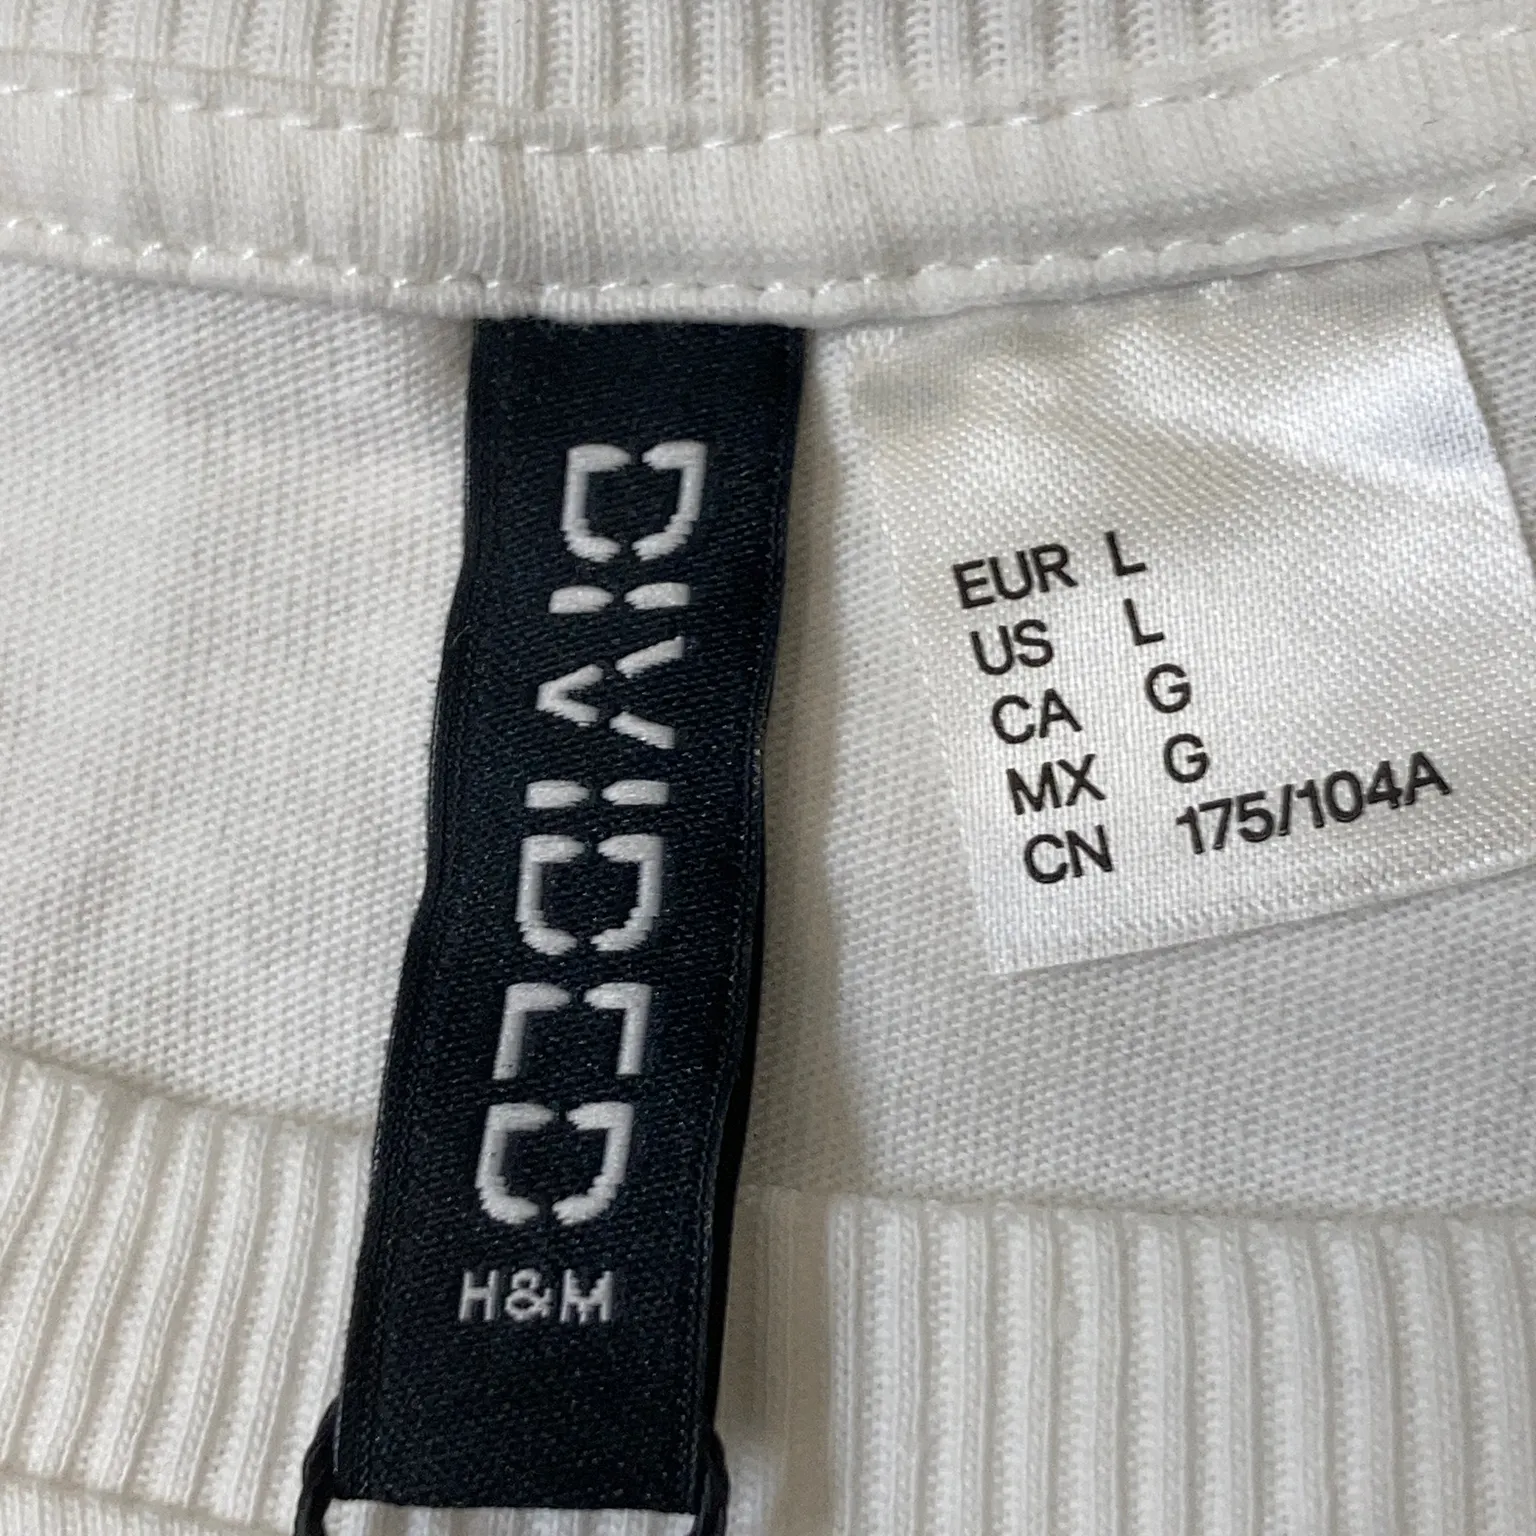 DIVIDED
H&M
EUR L
US L
CA G
MX G
CN 175/104A